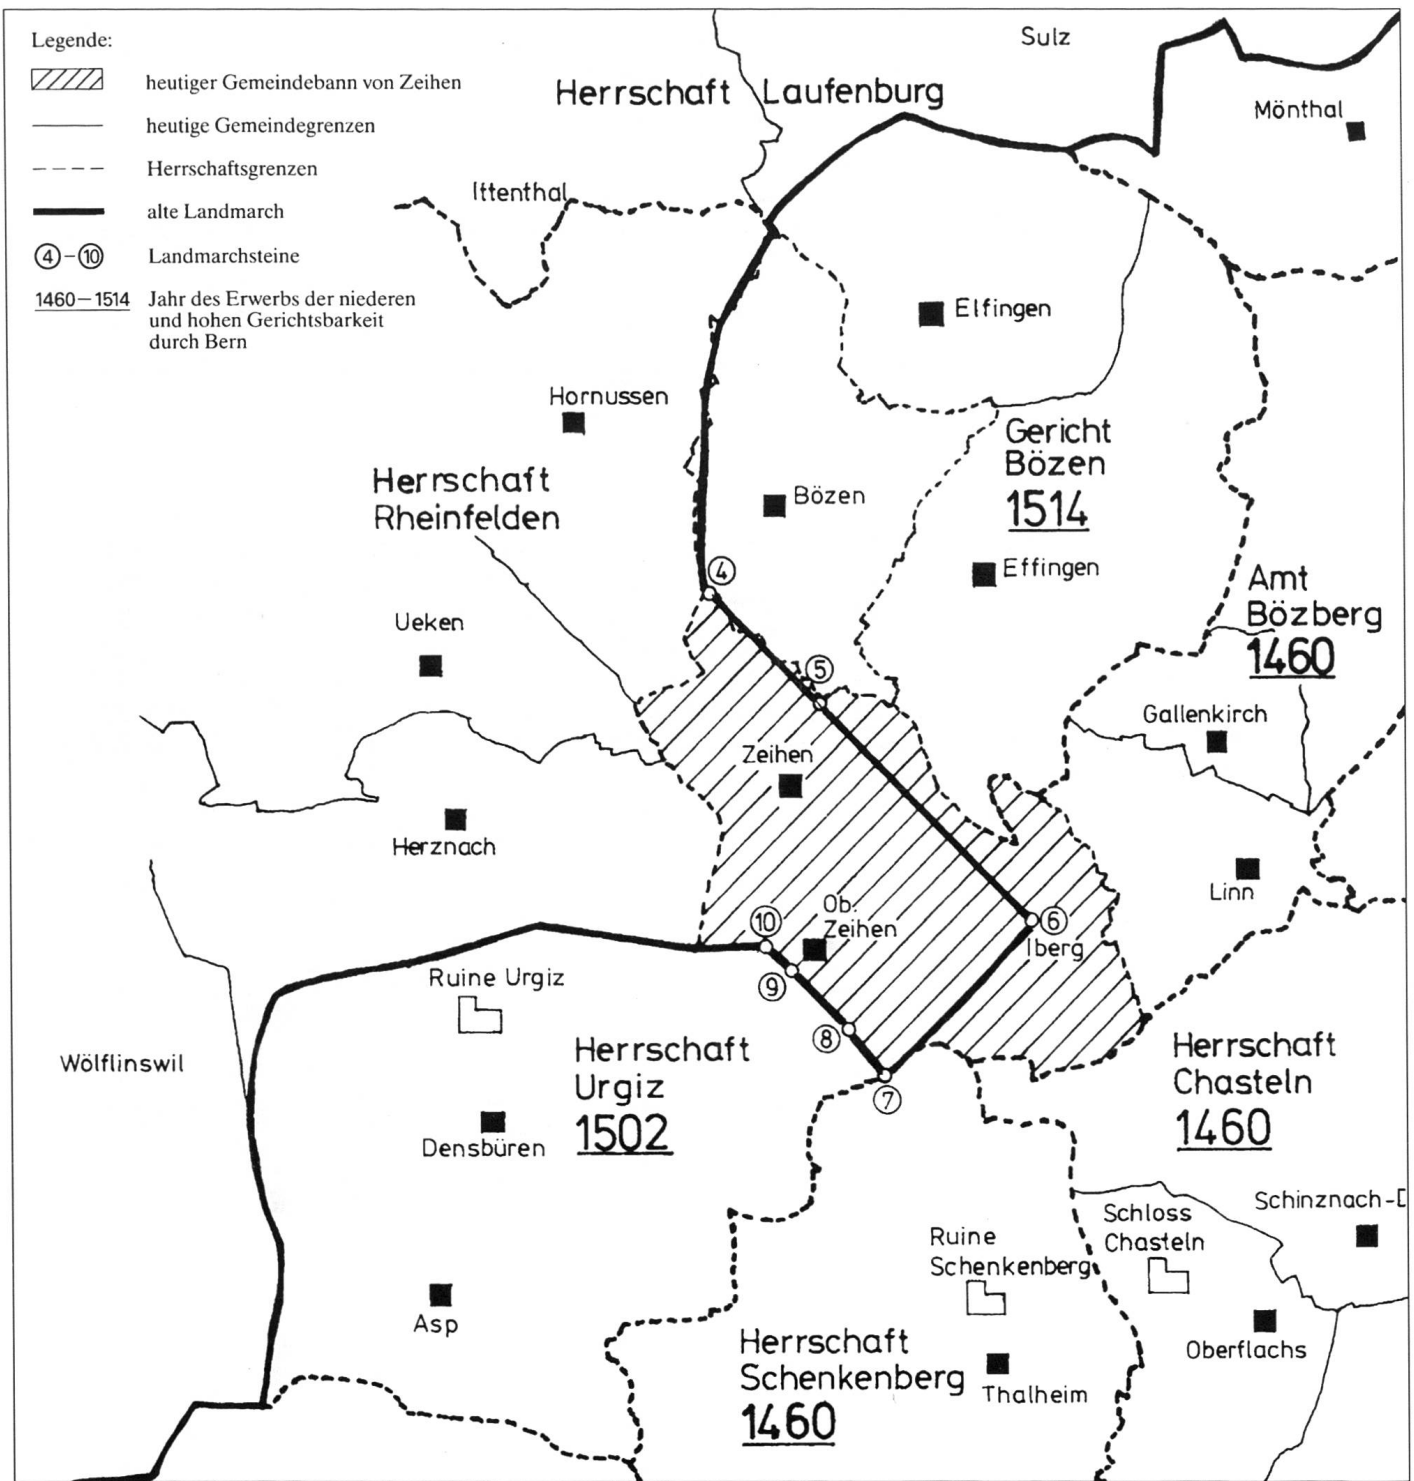 Legende:
heutiger Gemeindebann von Zeihen
heutige Gemeindegrenzen
Herrschaftsgrenzen
alte Landmarch
④–⑩ Landmarchsteine
1460–1514 Jahr des Erwerbs der niederen
und hohen Gerichtsbarkeit
durch Bern
Sulz
Herrschaft Laufenburg
Mönthal
Ittenthal
Elfingen
Hornussen
Gericht
Bözen
1514
Herrschaft
Rheinfelden
Bözen
Effingen
④
Amt
Bözberg
1460
Ueken
⑤
Gallenkirch
Zeihen
Herznach
Linn
Ob.
Zeihen
⑩
⑥
Iberg
⑨
Ruine Urgiz
⑧
Wölflinswil
Herrschaft
Urgiz
1502
Herrschaft
Chasteln
1460
⑦
Densbüren
Schinznach-D
Schloss
Chasteln
Ruine
Schenkenberg
Asp
Herrschaft
Schenkenberg
1460
Oberflachs
Thalheim